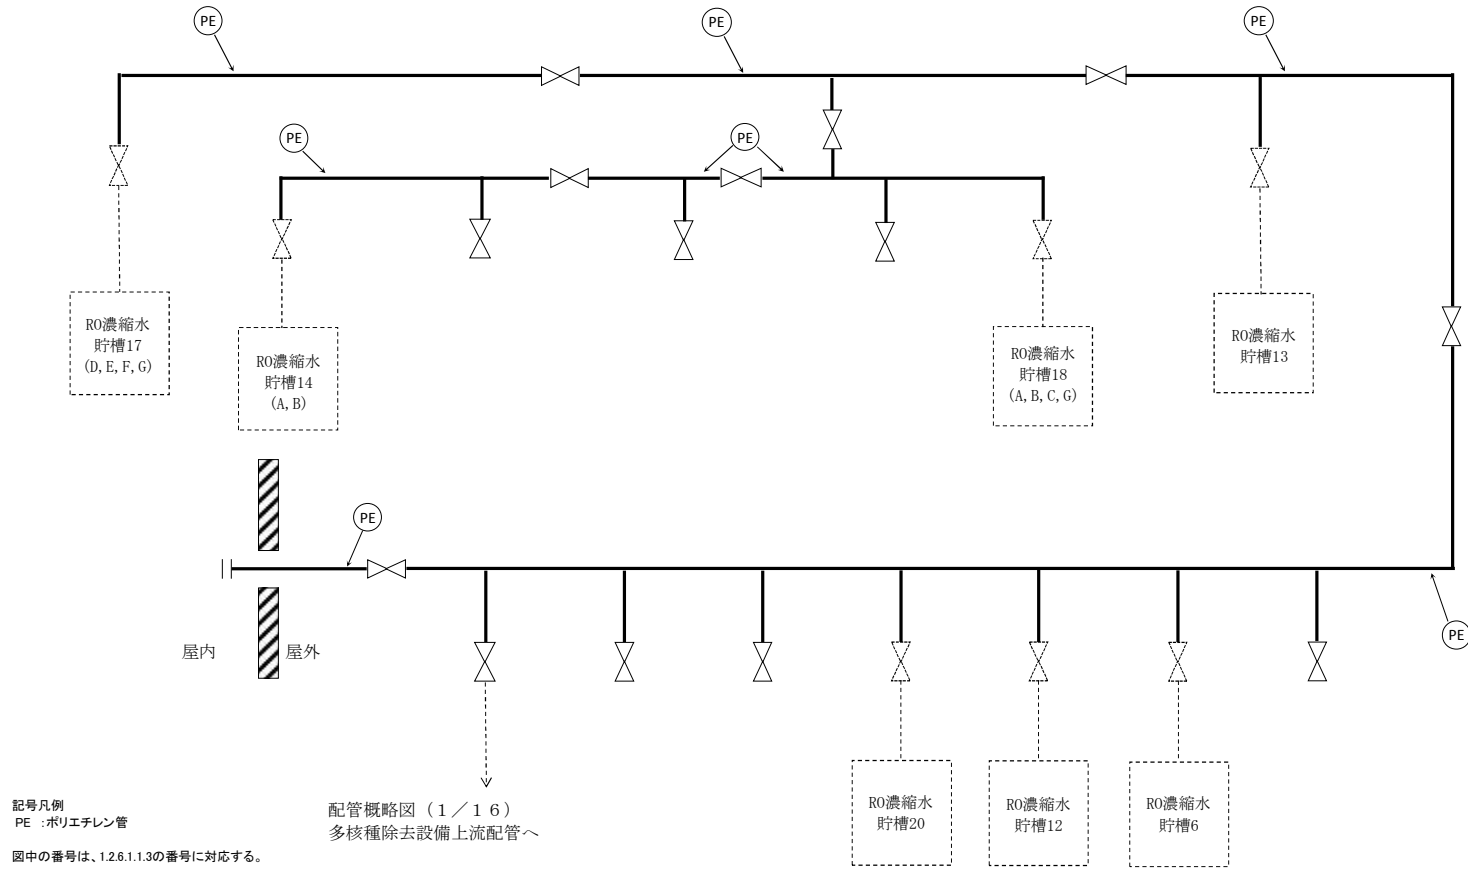 PE
PE
PE
PE
PE
RO濃縮水
貯槽17
(D,E,F,G)
RO濃縮水
貯槽14
(A,B)
RO濃縮水
貯槽18
(A,B,C,G)
RO濃縮水
貯槽13
PE
屋内
屋外
PE
RO濃縮水
貯槽20
RO濃縮水
貯槽12
RO濃縮水
貯槽6
配管概略図（１／１６）
多核種除去設備上流配管へ
記号凡例
PE ：ポリエチレン管
図中の番号は、1.2.6.1.1.3の番号に対応する。